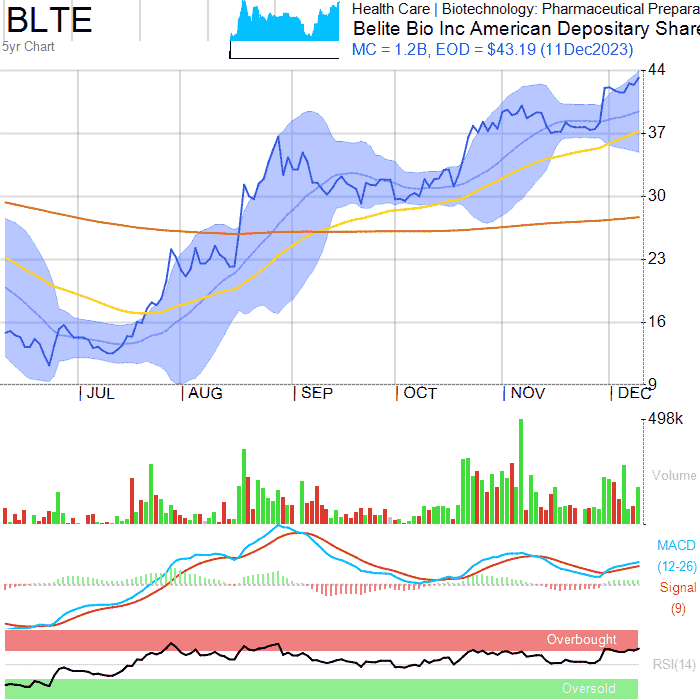 BLTE
5yr Chart
Health Care | Biotechnology: Pharmaceutical Prepara
Belite Bio Inc American Depositary Share
MC = 1.2B, EOD = $43.19 (11Dec2023)
44
37
30
23
16
9
JUL
AUG
SEP
OCT
NOV
DEC
498k
Volume
MACD
(12-26)
Signal
(9)
Overbought
RSI(14)
Oversold